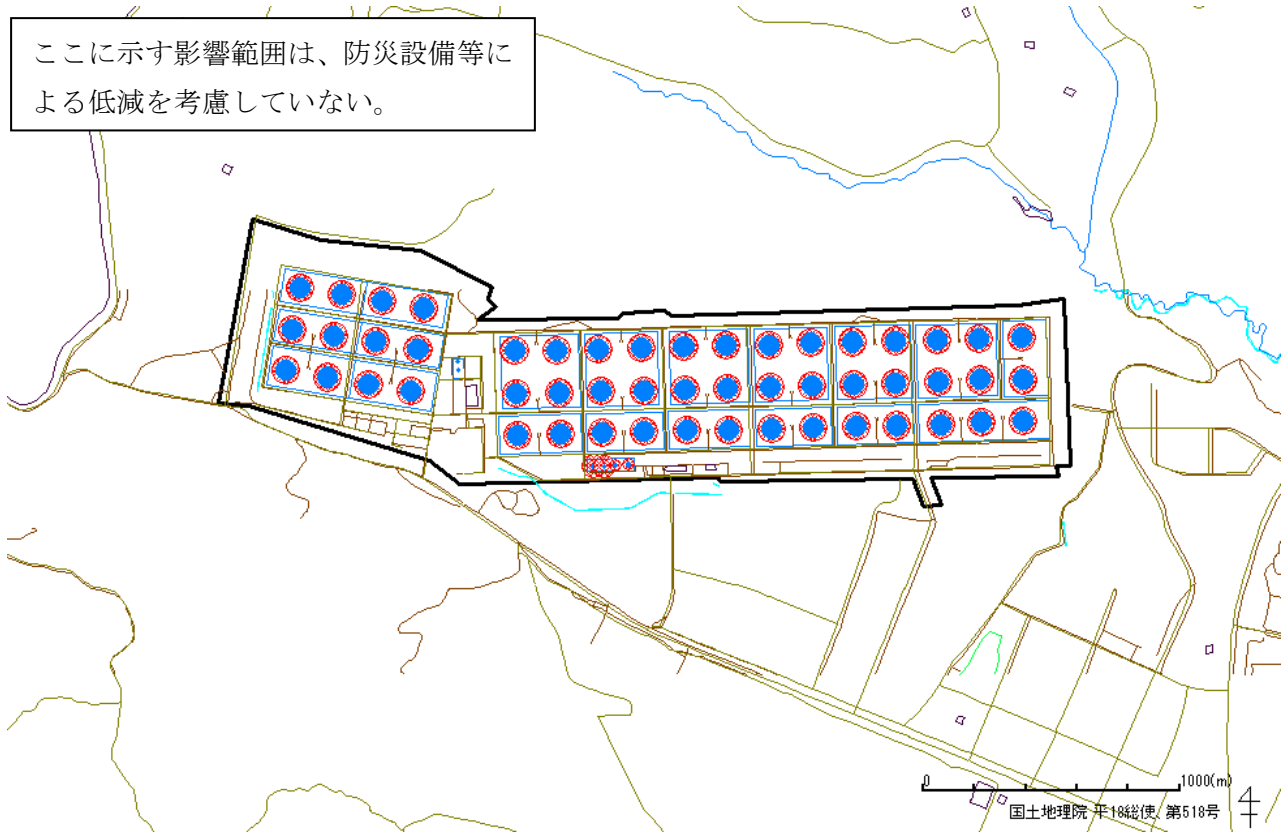 ここに示す影響範囲は、防災設備等に
よる低減を考慮していない。
0 1000(m)
国土地理院 平18総使、第518号